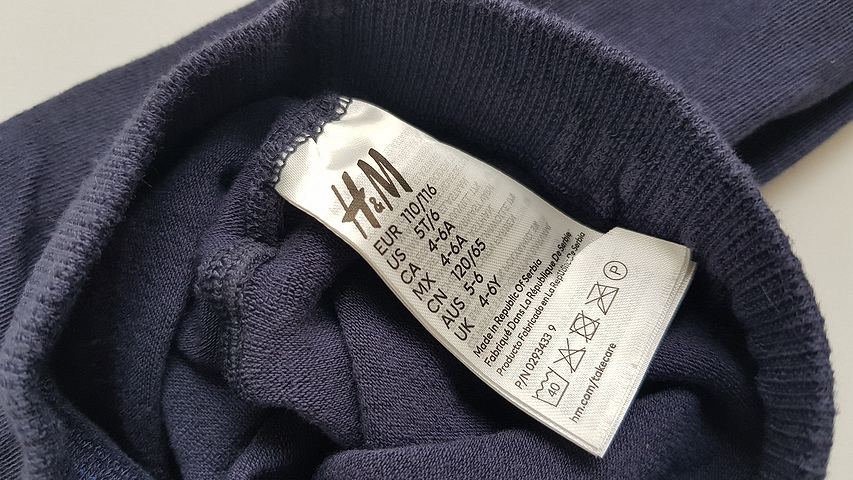 H&M
EUR 110/116
US 5T/6
CA 4-6A
MX 4-6A
CN 120/65
AUS 5-6
UK 4-6Y
Made in Republic Of Serbia
Fabriqué Dans La République De Serbie
Producto Fabricado en La República de Serbia
P/N 0293433 9
40
P
hm.com/takecare